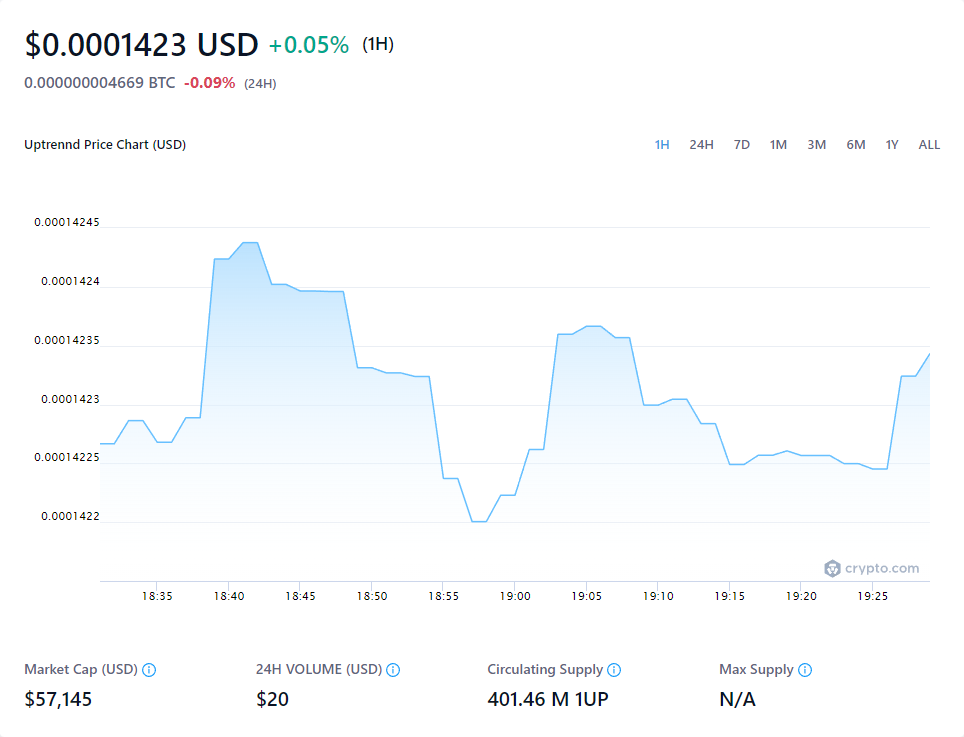 $0.0001423 USD +0.05% (1H)
0.000000004669 BTC -0.09% (24H)
Uptrennd Price Chart (USD)
1H 24H 7D 1M 3M 6M 1Y ALL
0.00014245
0.0001424
0.00014235
0.0001423
0.00014225
0.0001422
crypto.com
18:35 18:40 18:45 18:50 18:55 19:00 19:05 19:10 19:15 19:20 19:25
Market Cap (USD) 24H VOLUME (USD) Circulating Supply Max Supply
$57,145 $20 401.46 M 1UP N/A